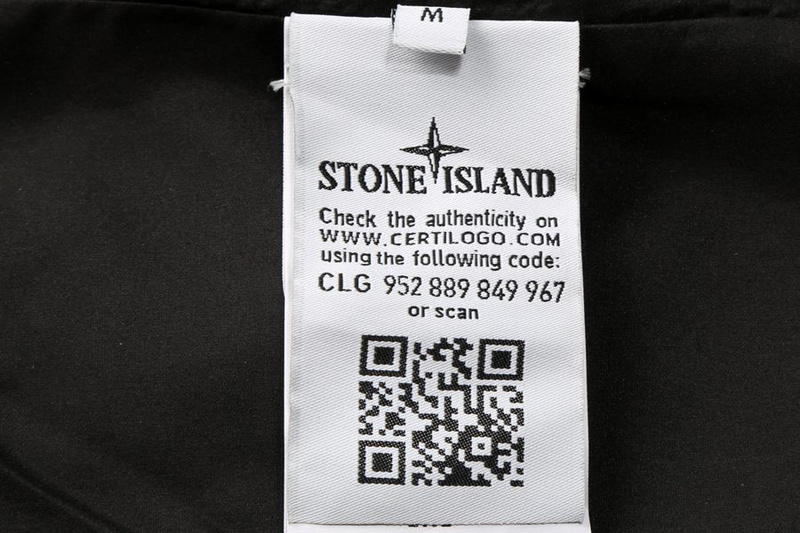 M
STONE ISLAND
Check the authenticity on
WWW.CERTILOGO.COM
using the following code:
CLG 952 889 849 967
or scan